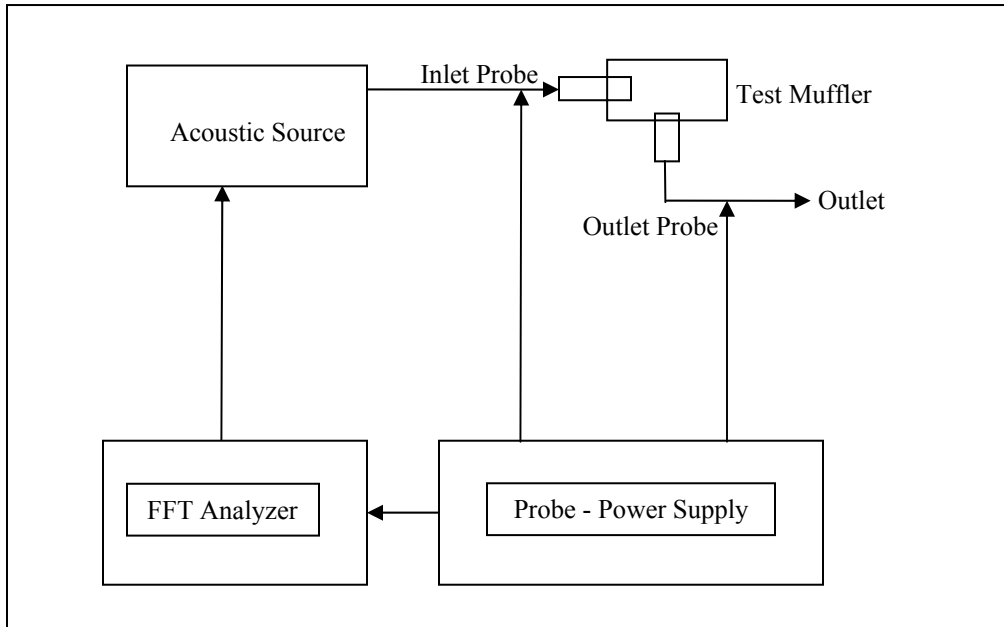 Inlet Probe
Acoustic Source
Test Muffler
Outlet
Outlet Probe
FFT Analyzer
Probe - Power Supply